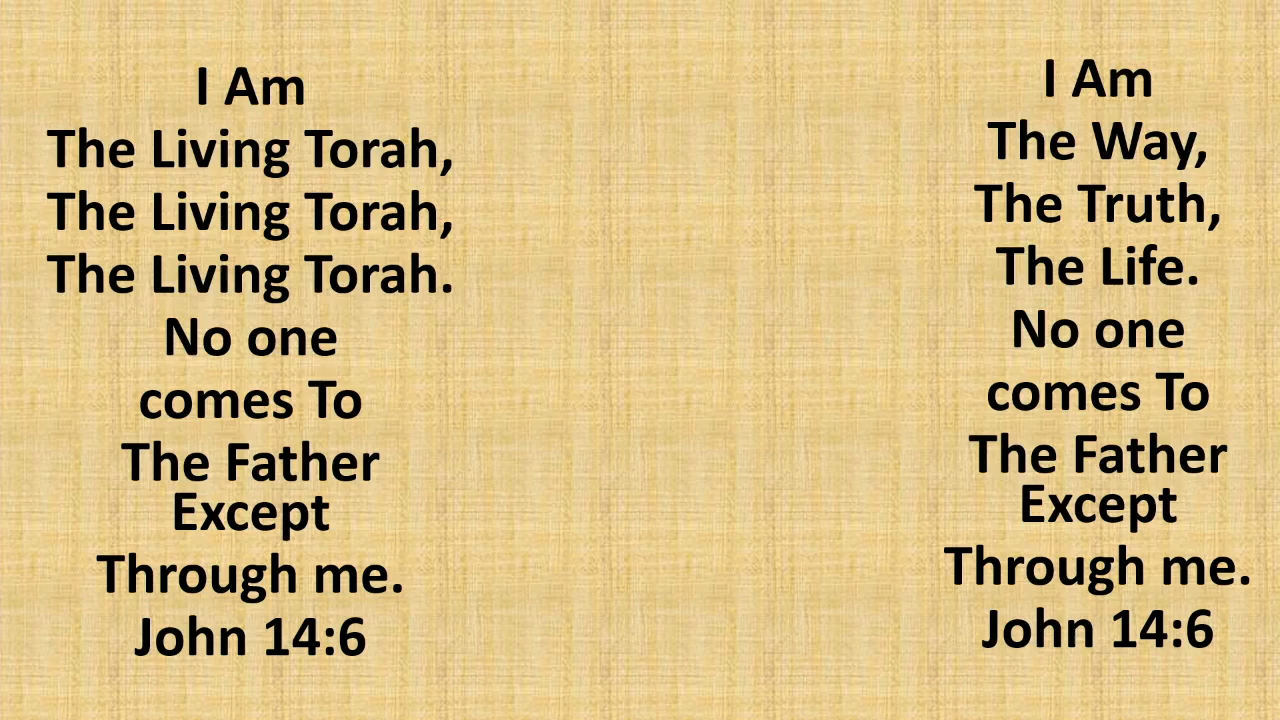 I Am
The Living Torah,
The Living Torah,
The Living Torah.
No one
comes To
The Father
Except
Through me.
John 14:6
I Am
The Way,
The Truth,
The Life.
No one
comes To
The Father
Except
Through me.
John 14:6